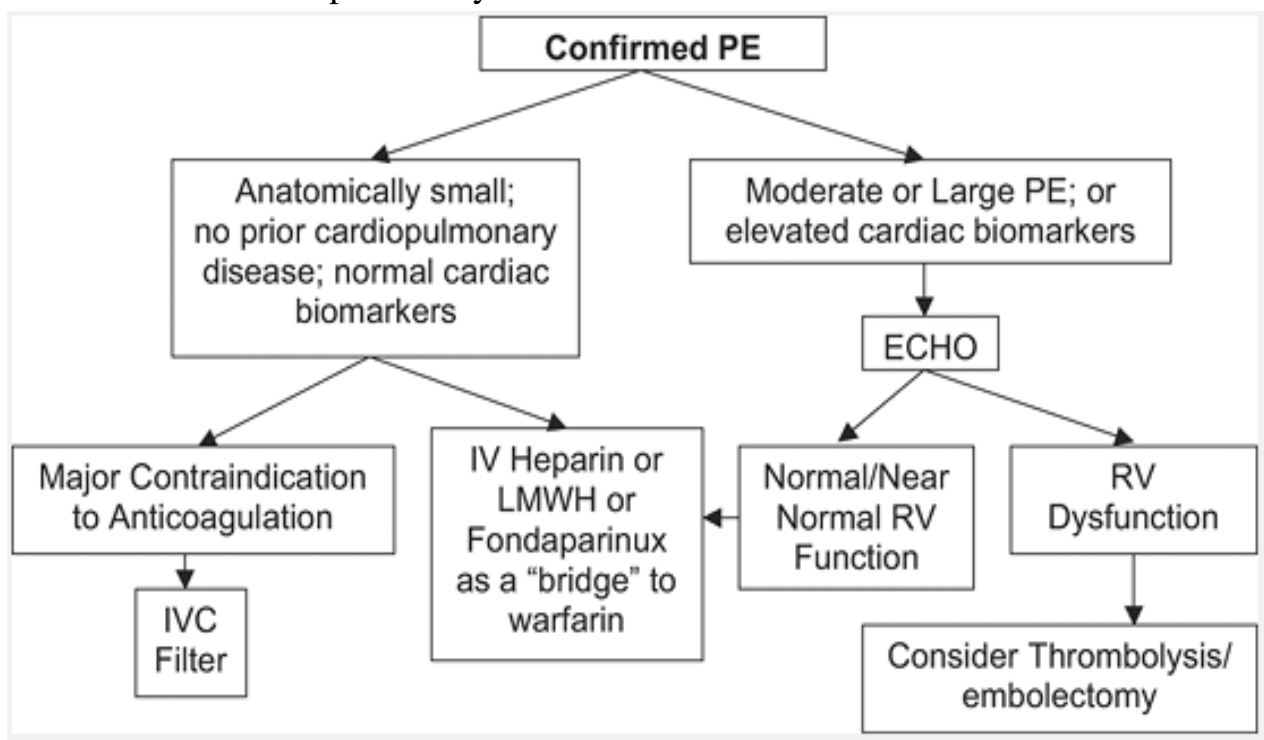 Confirmed PE
Anatomically small;
no prior cardiopulmonary
disease; normal cardiac
biomarkers
Moderate or Large PE; or
elevated cardiac biomarkers
ECHO
Major Contraindication
to Anticoagulation
IV Heparin or
LMWH or
Fondaparinux
as a “bridge” to
warfarin
Normal/Near
Normal RV
Function
RV
Dysfunction
IVC
Filter
Consider Thrombolysis/
embolectomy